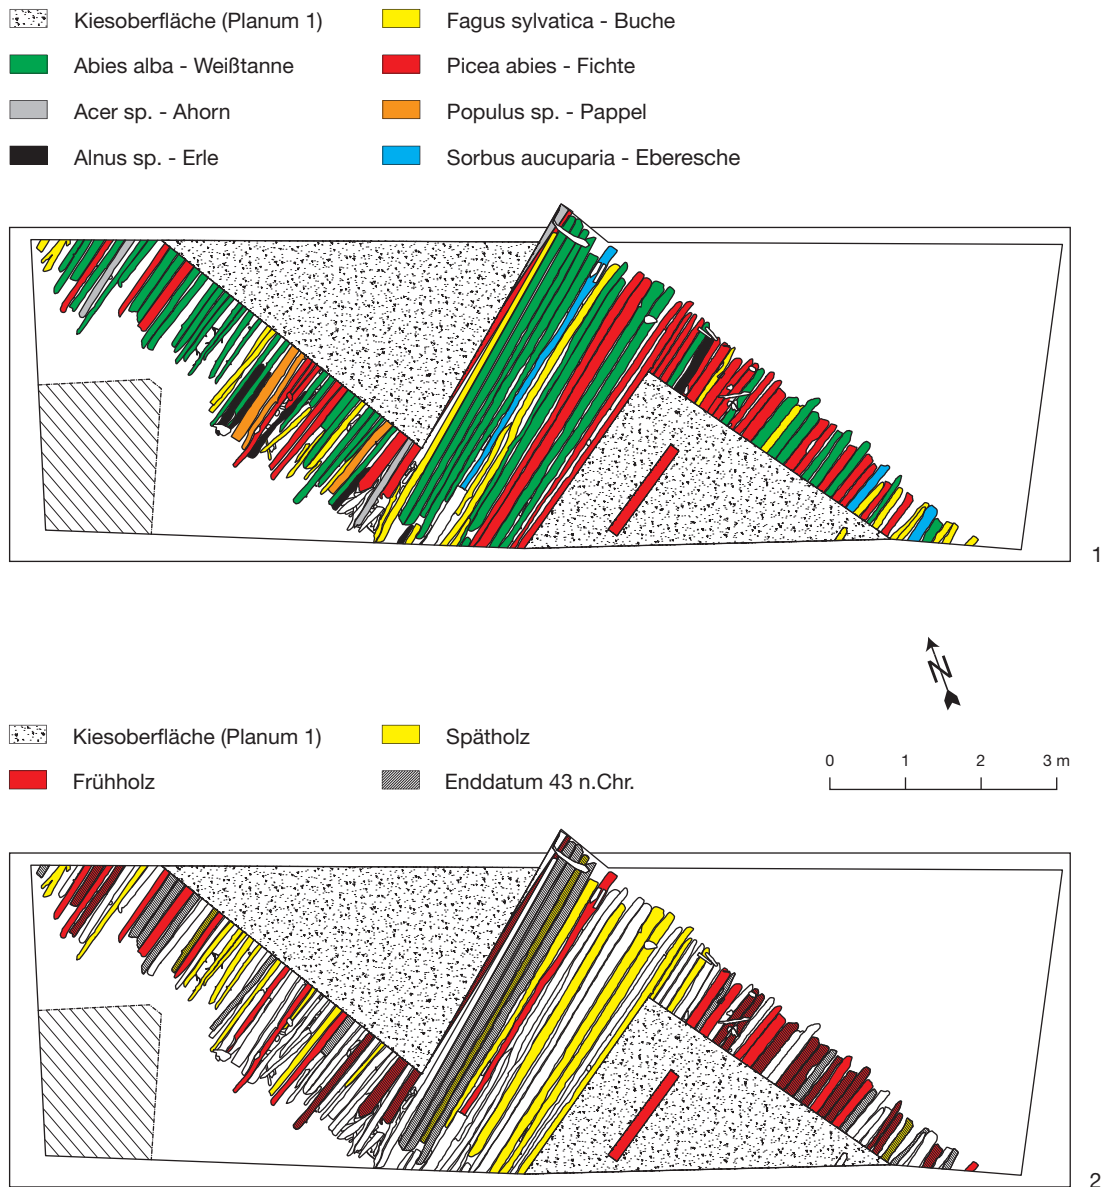 Kiesoberfläche (Planum 1)
Fagus sylvatica - Buche
Abies alba - Weißtanne
Picea abies - Fichte
Acer sp. - Ahorn
Populus sp. - Pappel
Alnus sp. - Erle
Sorbus aucuparia - Eberesche
1
N
Kiesoberfläche (Planum 1)
Spätholz
Frühholz
Enddatum 43 n.Chr.
0 1 2 3 m
2